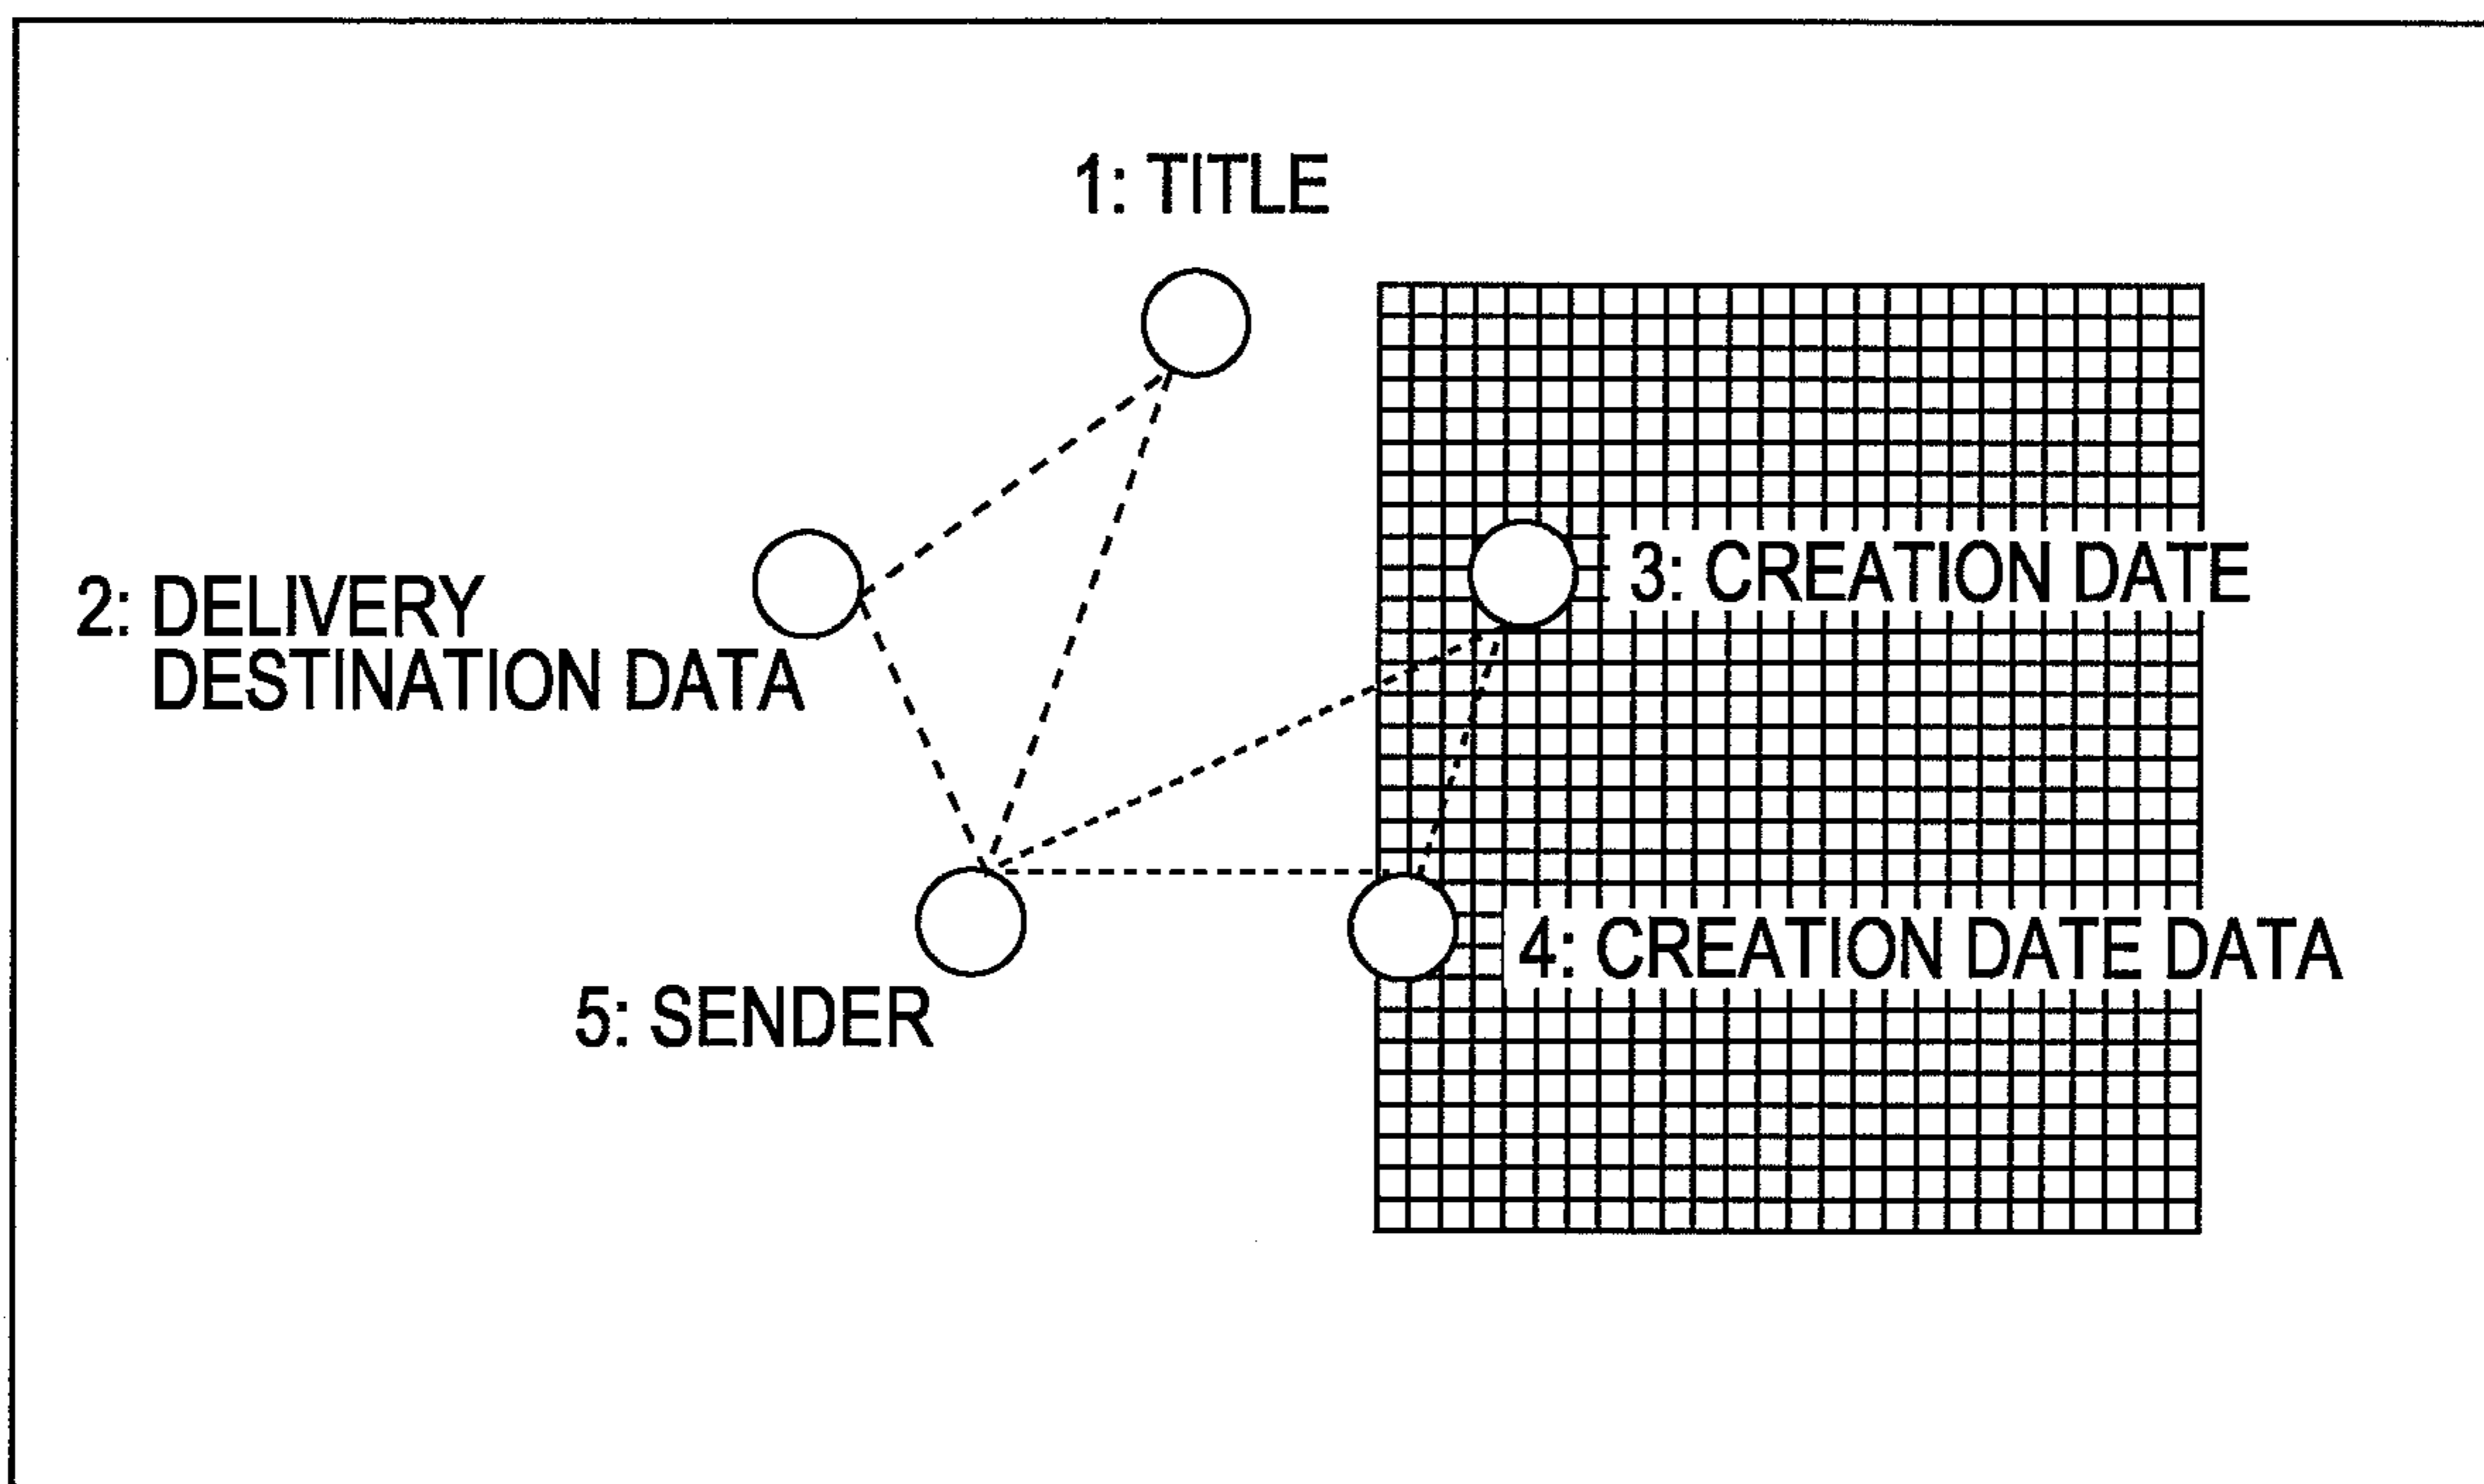 1: TITLE
2: DELIVERY
DESTINATION DATA
3: CREATION DATE
4: CREATION DATE DATA
5: SENDER